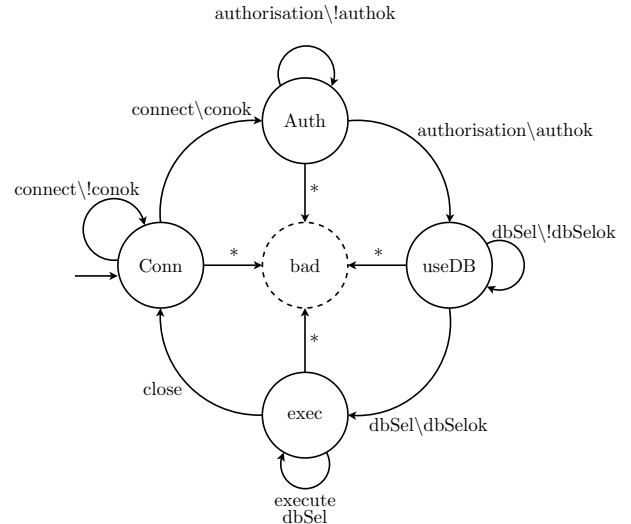 authorisation\!authok
connect\conok
Auth
authorisation\authok
*
connect\!conok
dbSel\!dbSelok
Conn
*
bad
*
useDB
*
close
exec
dbSel\dbSelok
execute
dbSel